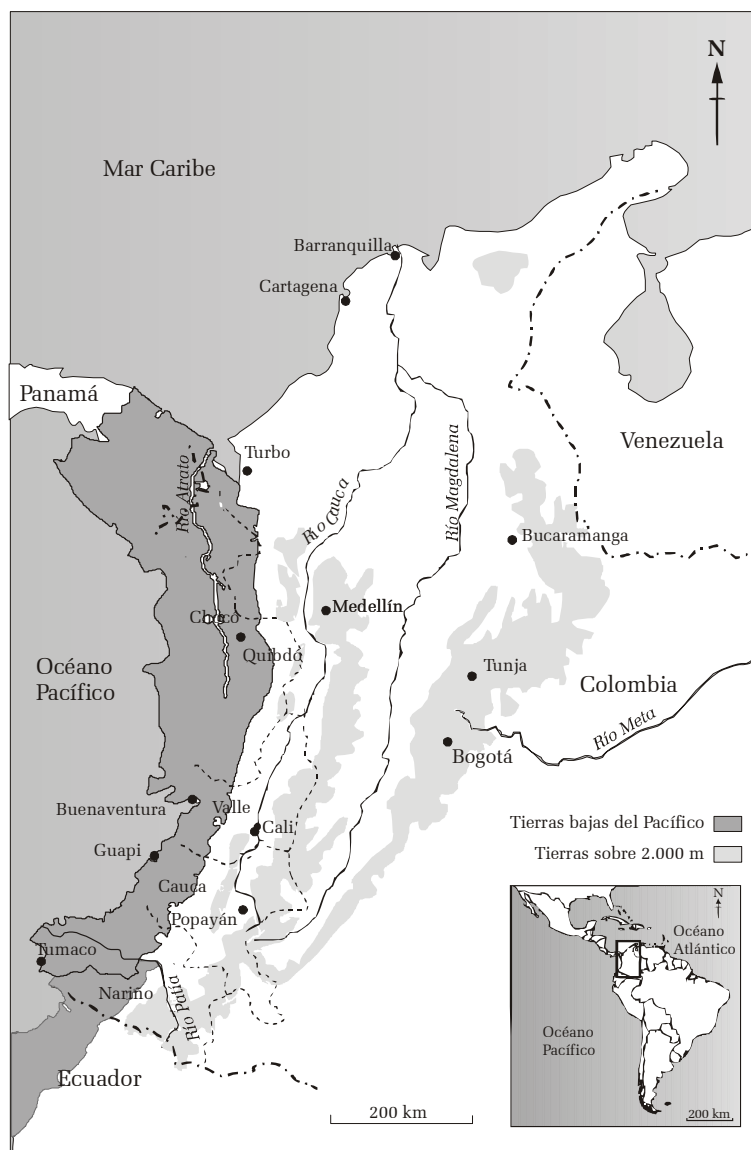 N
Mar Caribe
Barranquilla
Cartagena
Panamá
Turbo
Venezuela
Río Atrato
Río Cauca
Río Magdalena
Bucaramanga
Medellín
Chocó
Quibdó
Océano
Pacífico
Tunja
Colombia
Río Meta
Bogotá
Buenaventura
Valle
Cali
Guapi
Cauca
Popayán
Tumaco
Nariño
Río Patía
Ecuador
200 km
Tierras bajas del Pacífico
Tierras sobre 2.000 m
N
Océano
Atlántico
Océano
Pacífico
200 km